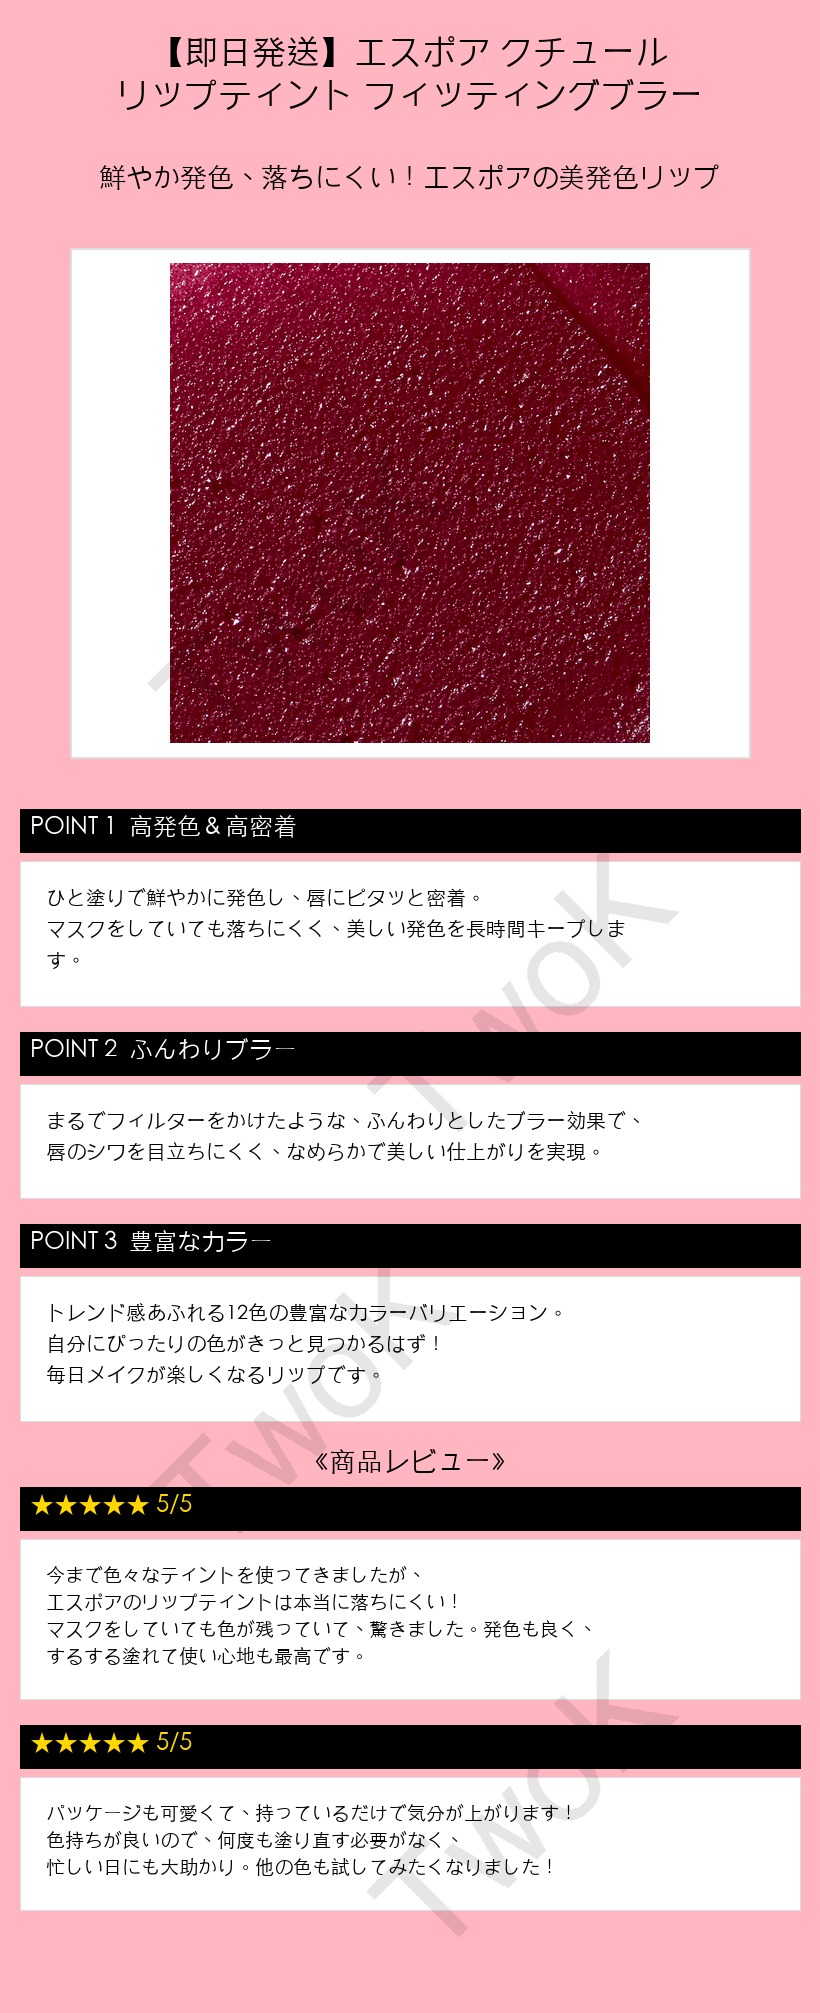 【即日発送】エスポア クチュール
リップティント フィッティングブラー
鮮やか発色、落ちにくい！エスポアの美発色リップ
POINT 1 高発色＆高密着
ひと塗りで鮮やかに発色し、唇にピタッと密着。
マスクをしていても落ちにくく、美しい発色を長時間キープしま
す。
POINT 2 ふんわりブラー
まるでフィルターをかけたような、ふんわりとしたブラー効果で、
唇のシワを目立ちにくく、なめらかで美しい仕上がりを実現。
POINT 3 豊富なカラー
トレンド感あふれる12色の豊富なカラーバリエーション。
自分にぴったりの色がきっと見つかるはず！
毎日メイクが楽しくなるリップです。
《商品レビュー》
★★★★★ 5/5
今まで色々なティントを使ってきましたが、
エスポアのリップティントは本当に落ちにくい！
マスクをしていても色が残っていて、驚きました。発色も良く、
するする塗れて使い心地も最高です。
★★★★★ 5/5
パッケージも可愛くて、持っているだけで気分が上がります！
色持ちが良いので、何度も塗り直す必要がなく、
忙しい日にも大助かり。他の色も試してみたくなりました！
TwoK
TwoK
TwoK